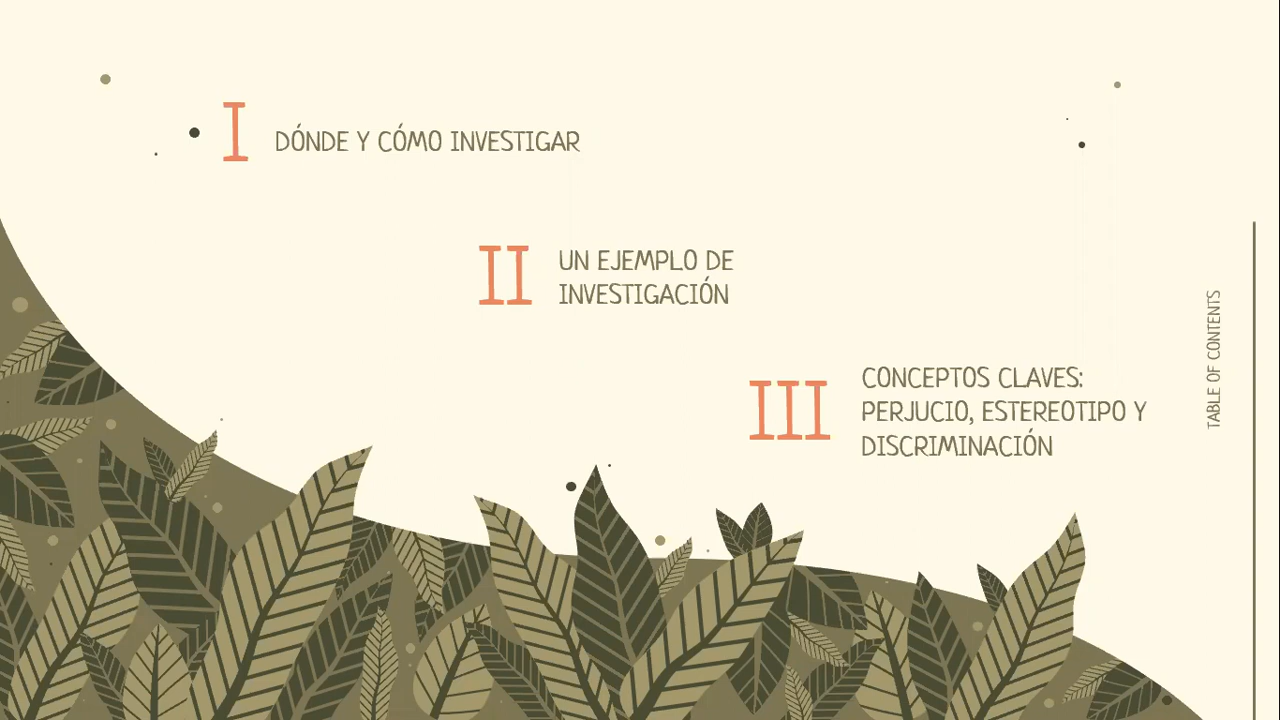 I DÓNDE Y CÓMO INVESTIGAR
II UN EJEMPLO DE
INVESTIGACIÓN
III CONCEPTOS CLAVES:
PERJUCIO, ESTEREOTIPO Y
DISCRIMINACIÓN
TABLE OF CONTENTS